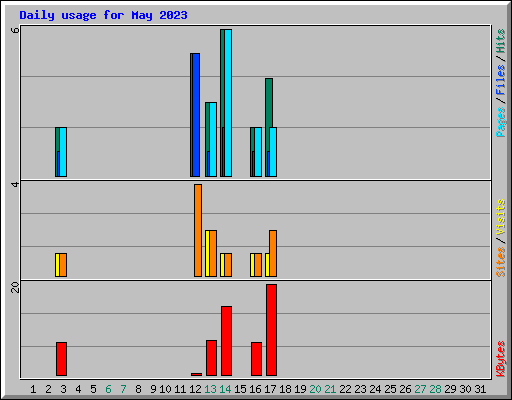 Daily usage for May 2023
6
Pages / Files / Hits
4
Sites / Visits
20
KBytes
1 2 3 4 5 6 7 8 9 10 11 12 13 14 15 16 17 18 19 20 21 22 23 24 25 26 27 28 29 30 31